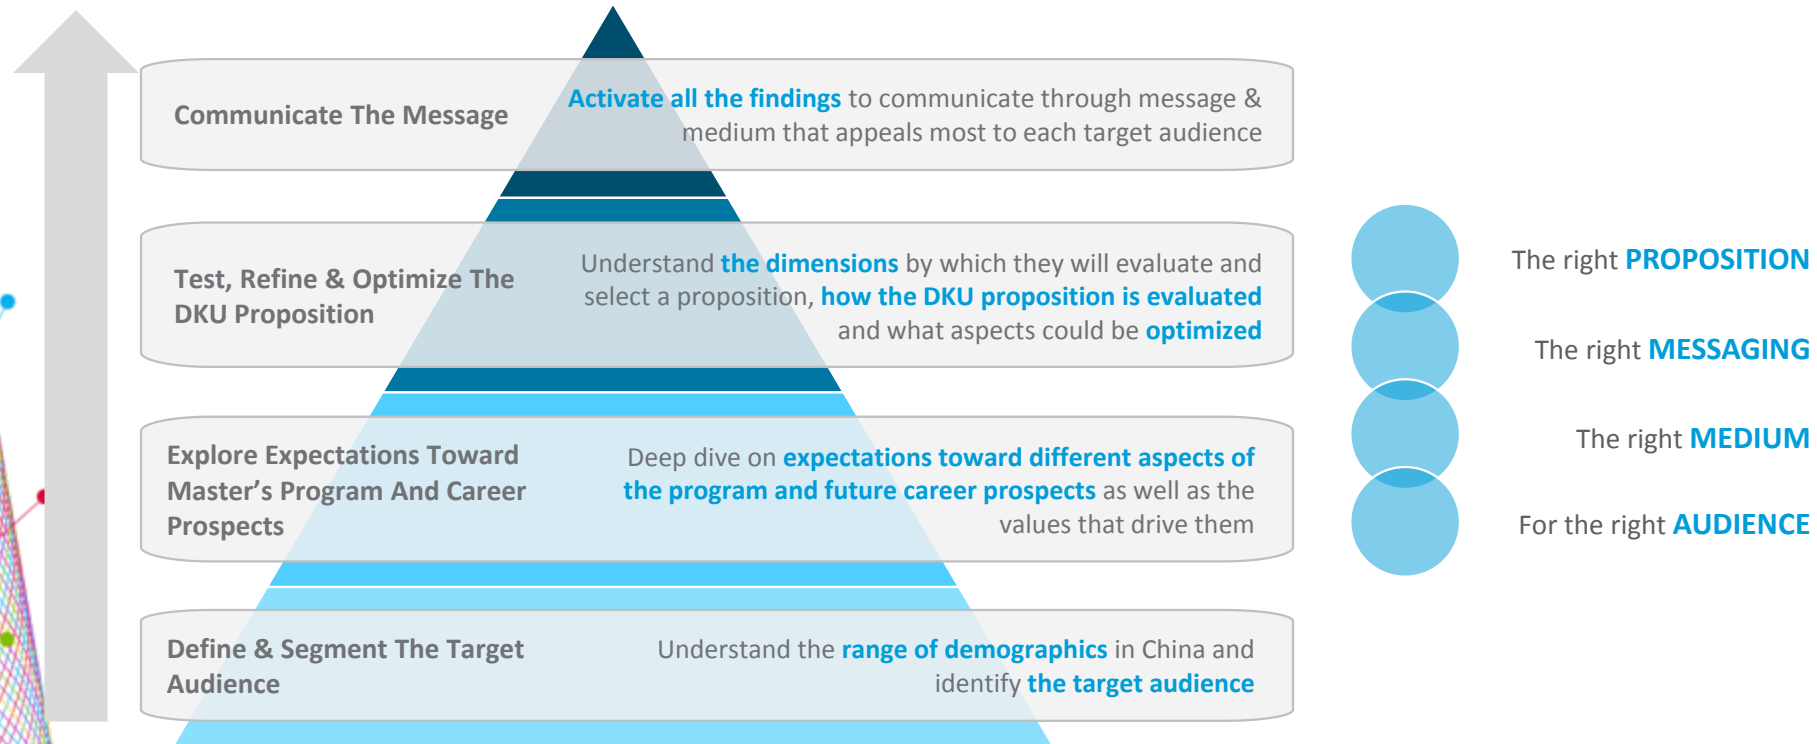 Communicate The Message
Activate all the findings to communicate through message &
medium that appeals most to each target audience
Test, Refine & Optimize The
DKU Proposition
Understand the dimensions by which they will evaluate and
select a proposition, how the DKU proposition is evaluated
and what aspects could be optimized
Explore Expectations Toward
Master’s Program And Career
Prospects
Deep dive on expectations toward different aspects of
the program and future career prospects as well as the
values that drive them
Define & Segment The Target
Audience
Understand the range of demographics in China and
identify the target audience
The right PROPOSITION
The right MESSAGING
The right MEDIUM
For the right AUDIENCE